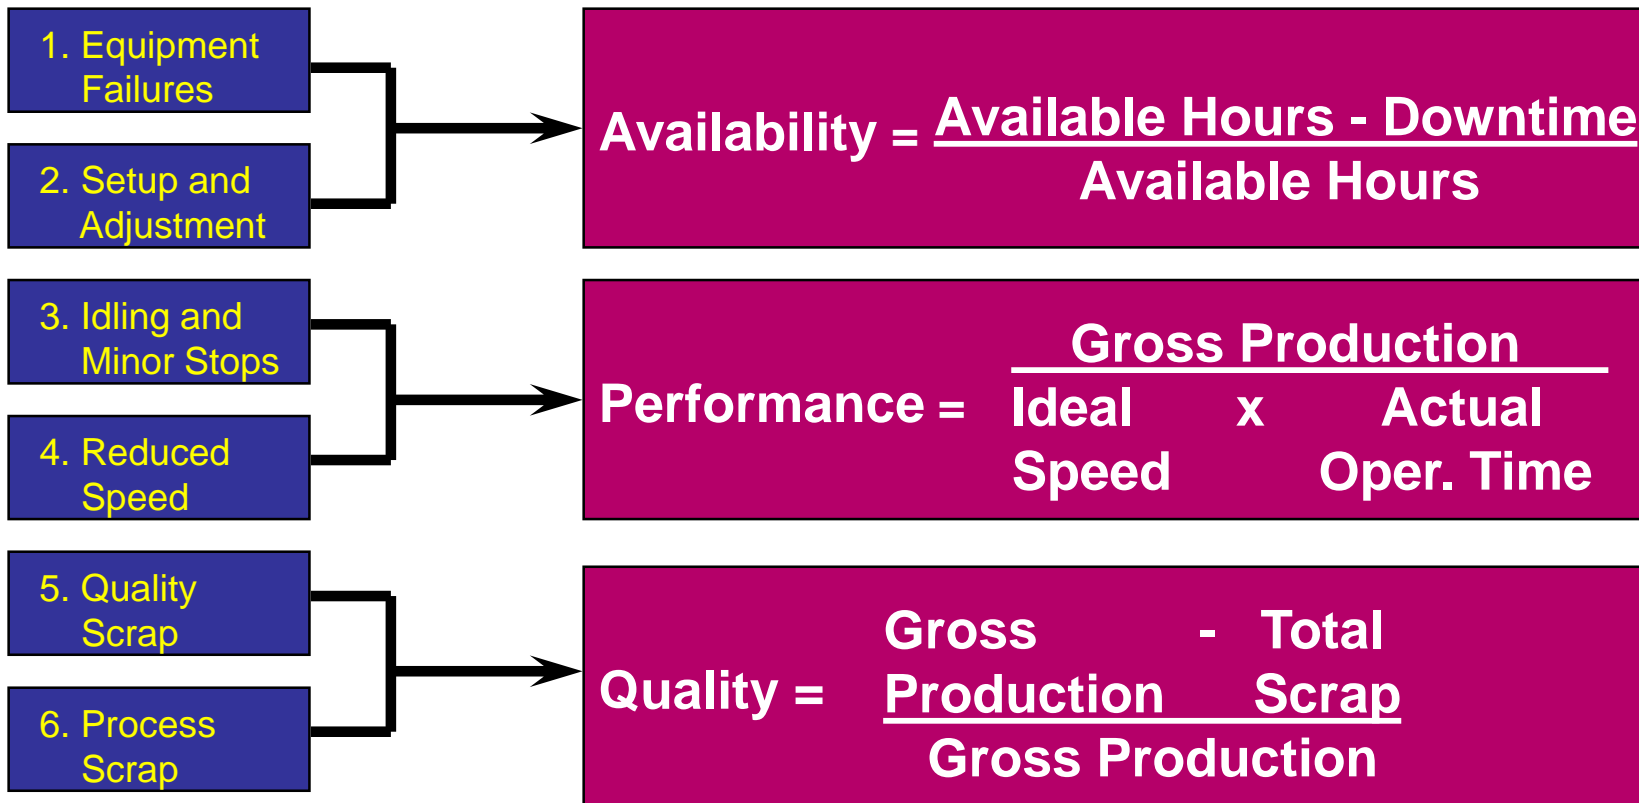 1. Equipment
Failures
2. Setup and
Adjustment
Availability = Available Hours - Downtime
Available Hours
3. Idling and
Minor Stops
4. Reduced
Speed
Gross Production
Performance = Ideal x Actual
Speed Oper. Time
5. Quality
Scrap
6. Process
Scrap
Gross - Total
Quality = Production Scrap
Gross Production